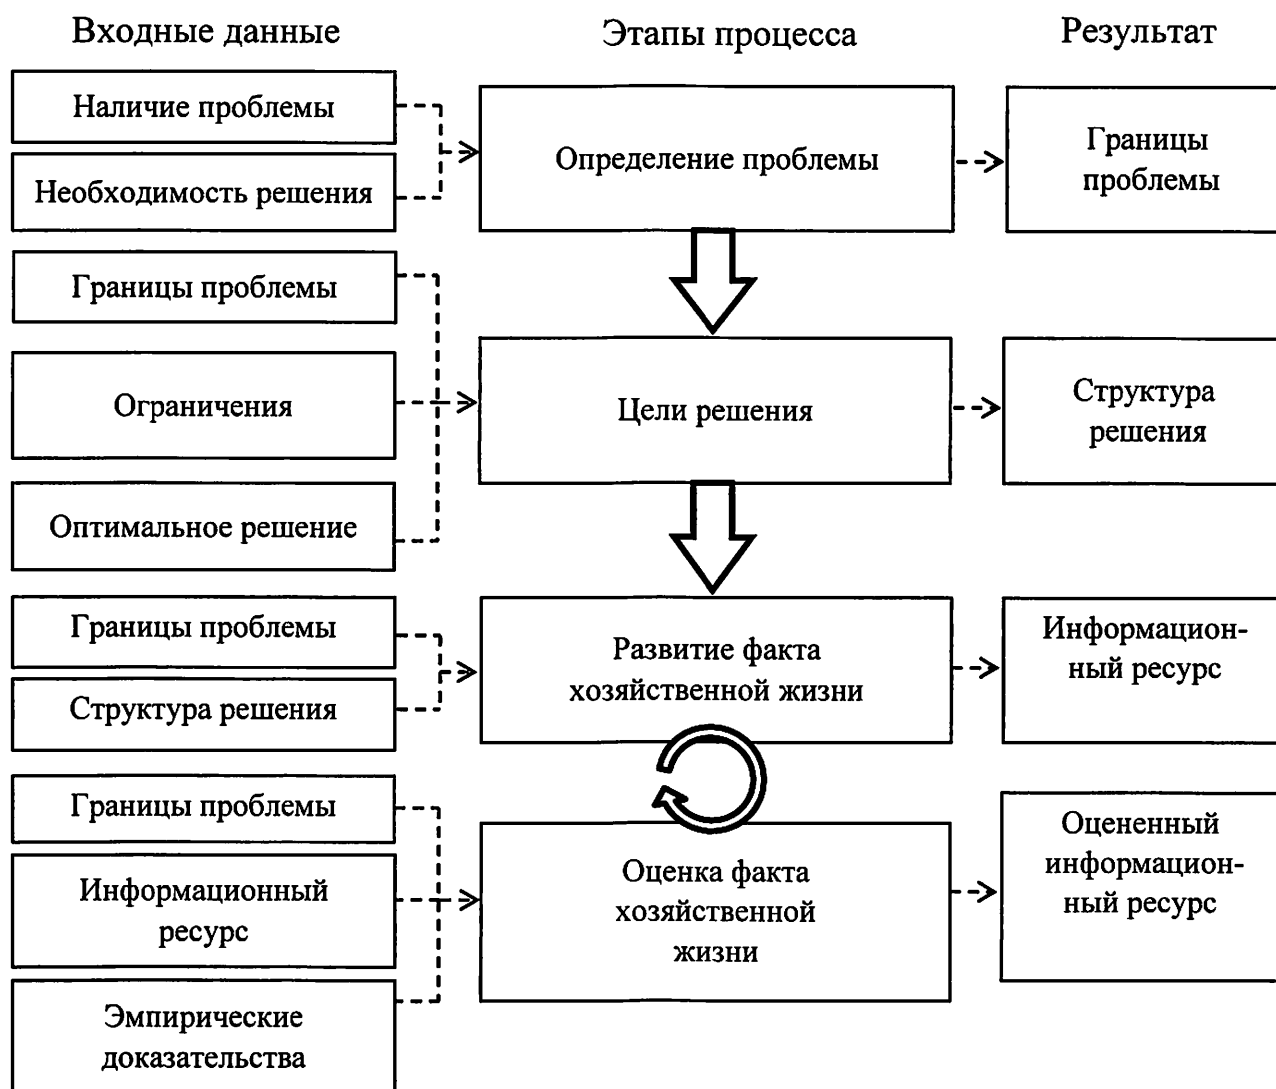 Входные данные
Этапы процесса
Результат
Наличие проблемы
Необходимость решения
Определение проблемы
Границы
проблемы
Границы проблемы
Ограничения
Оптимальное решение
Цели решения
Структура
решения
Границы проблемы
Структура решения
Развитие факта
хозяйственной жизни
Информацион-
ный ресурс
Границы проблемы
Информационный
ресурс
Эмпирические
доказательства
Оценка факта
хозяйственной
жизни
Оцененный
информацион-
ный ресурс